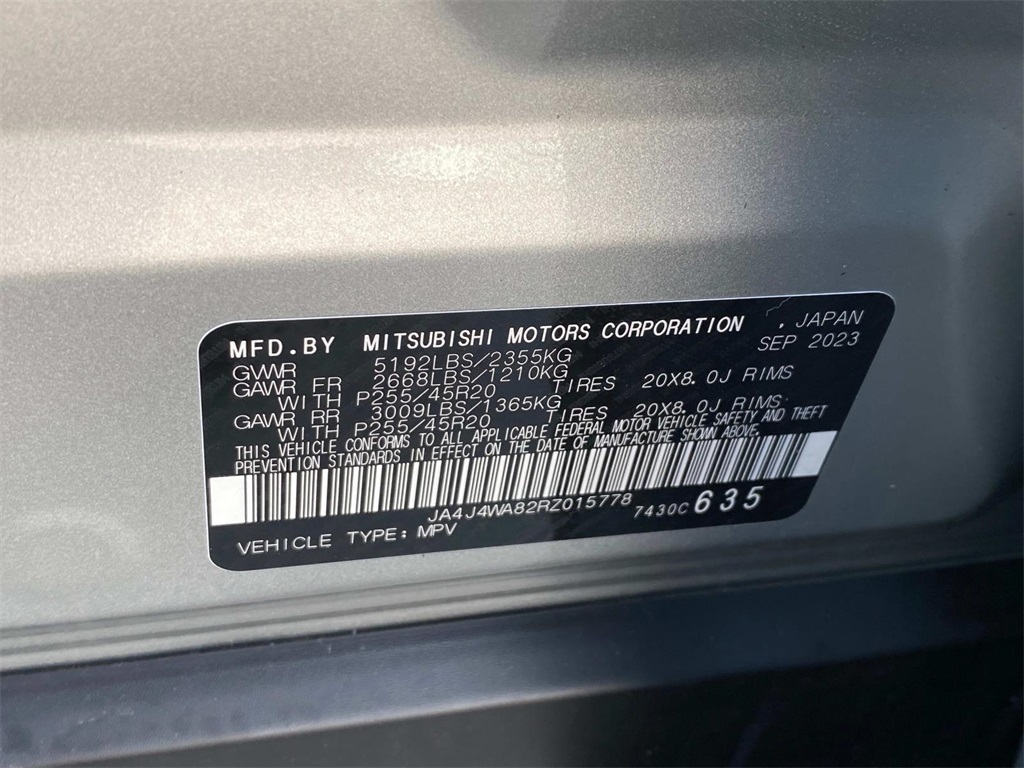 MFD.BY MITSUBISHI MOTORS CORPORATION , JAPAN
GVWR 5192LBS/2355KG SEP 2023
GAWR FR 2668LBS/1210KG
WITH P255/45R20 TIRES 20X8.0J RIMS
GAWR RR 3009LBS/1365KG
WITH P255/45R20 TIRES 20X8.0J RIMS
THIS VEHICLE CONFORMS TO ALL APPLICABLE FEDERAL MOTOR VEHICLE SAFETY AND THEFT
PREVENTION STANDARDS IN EFFECT ON THE DATE OF MANUFACTURE SHOWN ABOVE.
JA4J4WA82RZ015778 7430C 635
VEHICLE TYPE: MPV